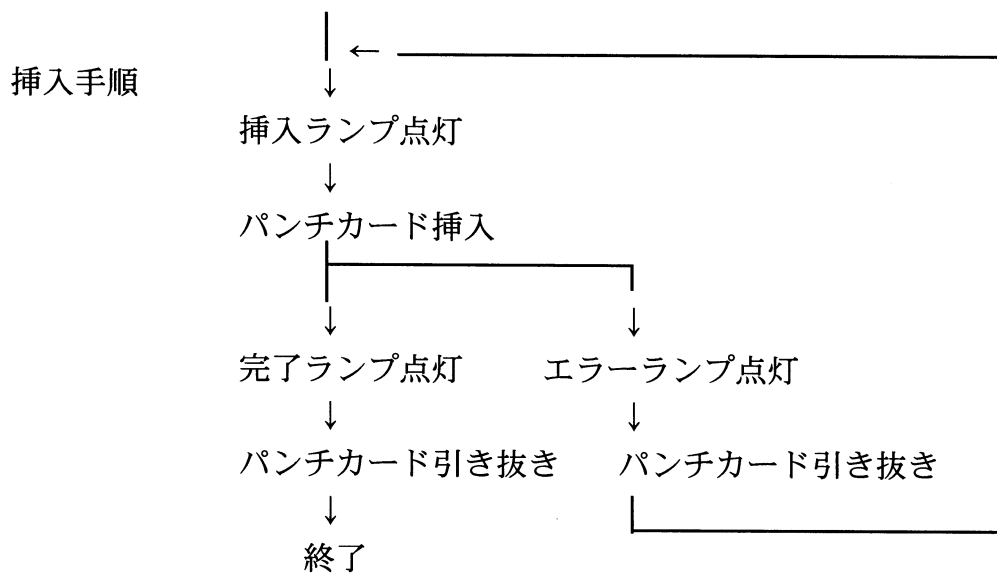 挿入手順
挿入ランプ点灯
パンチカード挿入
完了ランプ点灯
エラーランプ点灯
パンチカード引き抜き
パンチカード引き抜き
終了